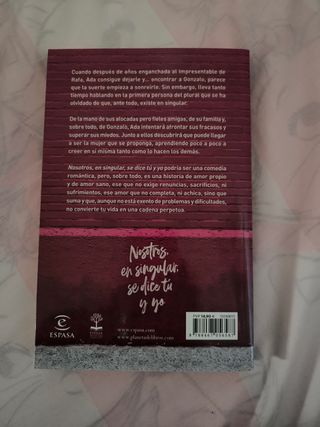 Cuando después de años enganchada al impresentable de
Rafa, Ada consigue dejarle y... encontrar a Gonzalo, parece
que la suerte empieza a sonreírle. Sin embargo, lleva tanto
tiempo hablando en la primera persona del plural que se ha
olvidado de que, ante todo, existe en singular.
De la mano de sus alocadas pero fieles amigas, de su familia y,
sobre todo, de Gonzalo, Ada intentará afrontar sus fracasos y
superar sus miedos. Junto a ellos descubrirá que puede llegar
a ser la mujer que se proponga, aprendiendo poco a poco a
creer en sí misma tanto como lo hacen los demás.
Nosotros, en singular, se dice tú y yo podría ser una comedia
romántica, pero, sobre todo, es una historia de amor propio
y de amor sano, ese que no exige renuncias, sacrificios, ni
sufrimientos, ese amor que no completa, ni achica, sino que
suma y que, aunque no está exento de problemas y dificultades,
no convierte tu vida en una cadena perpetua.
Nosotros,
en singular,
se dice tú
y yo
ESPASA
www.espasa.com
www.planetadelibros.com
PVP 14,90 €